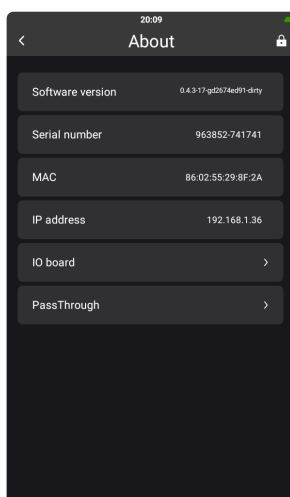 20:09
About
Software version 0.4.3-17-gd2674ed91-dirty
Serial number 963852-741741
MAC 86:02:55:29:8F:2A
IP address 192.168.1.36
IO board
PassThrough